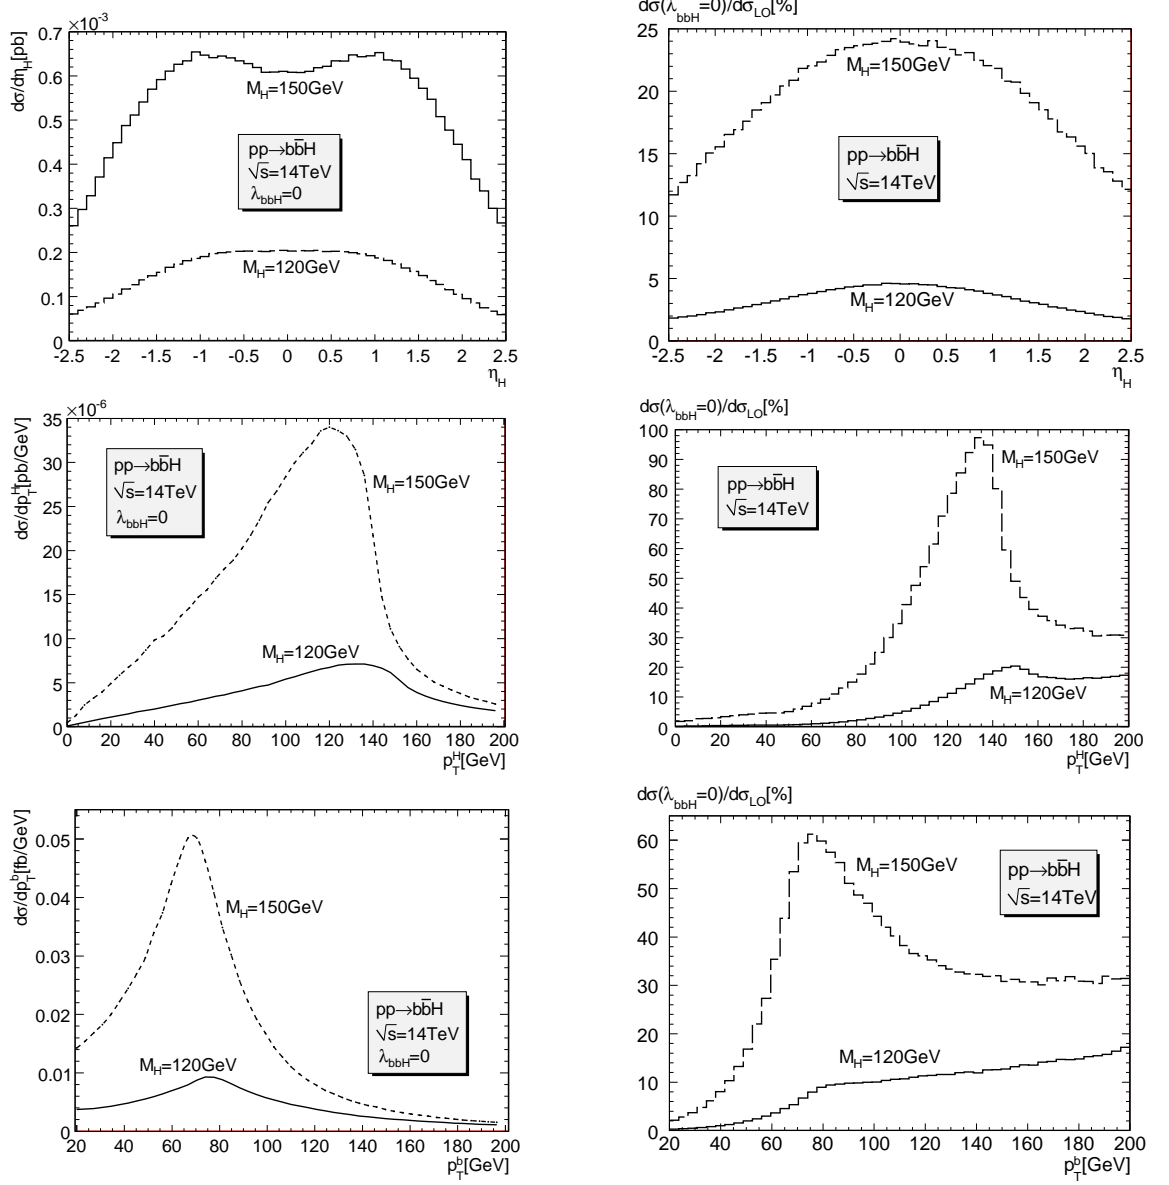 ×10⁻³
dσ/dη_H[pb]
0.7
0.6
0.5
0.4
0.3
0.2
0.1
0
M_H=150GeV
pp→bb̄H
√s=14TeV
λ_bbH=0
M_H=120GeV
-2.5 -2 -1.5 -1 -0.5 0 0.5 1 1.5 2 2.5
η_H
dσ(λ_bbH=0)/dσ_LO[%]
25
20
15
10
5
0
M_H=150GeV
pp→bb̄H
√s=14TeV
M_H=120GeV
-2.5 -2 -1.5 -1 -0.5 0 0.5 1 1.5 2 2.5
η_H
×10⁻⁶
dσ/dp_T^H[pb/GeV]
35
30
25
20
15
10
5
0
pp→bb̄H
√s=14TeV
λ_bbH=0
M_H=150GeV
M_H=120GeV
0 20 40 60 80 100 120 140 160 180 200
p_T^H[GeV]
dσ(λ_bbH=0)/dσ_LO[%]
100
90
80
70
60
50
40
30
20
10
0
M_H=150GeV
pp→bb̄H
√s=14TeV
M_H=120GeV
0 20 40 60 80 100 120 140 160 180 200
p_T^H[GeV]
dσ/dp_T^b[fb/GeV]
0.05
0.04
0.03
0.02
0.01
0
M_H=150GeV
pp→bb̄H
√s=14TeV
λ_bbH=0
M_H=120GeV
20 40 60 80 100 120 140 160 180 200
p_T^b[GeV]
dσ(λ_bbH=0)/dσ_LO[%]
60
50
40
30
20
10
0
M_H=150GeV
pp→bb̄H
√s=14TeV
M_H=120GeV
20 40 60 80 100 120 140 160 180 200
p_T^b[GeV]